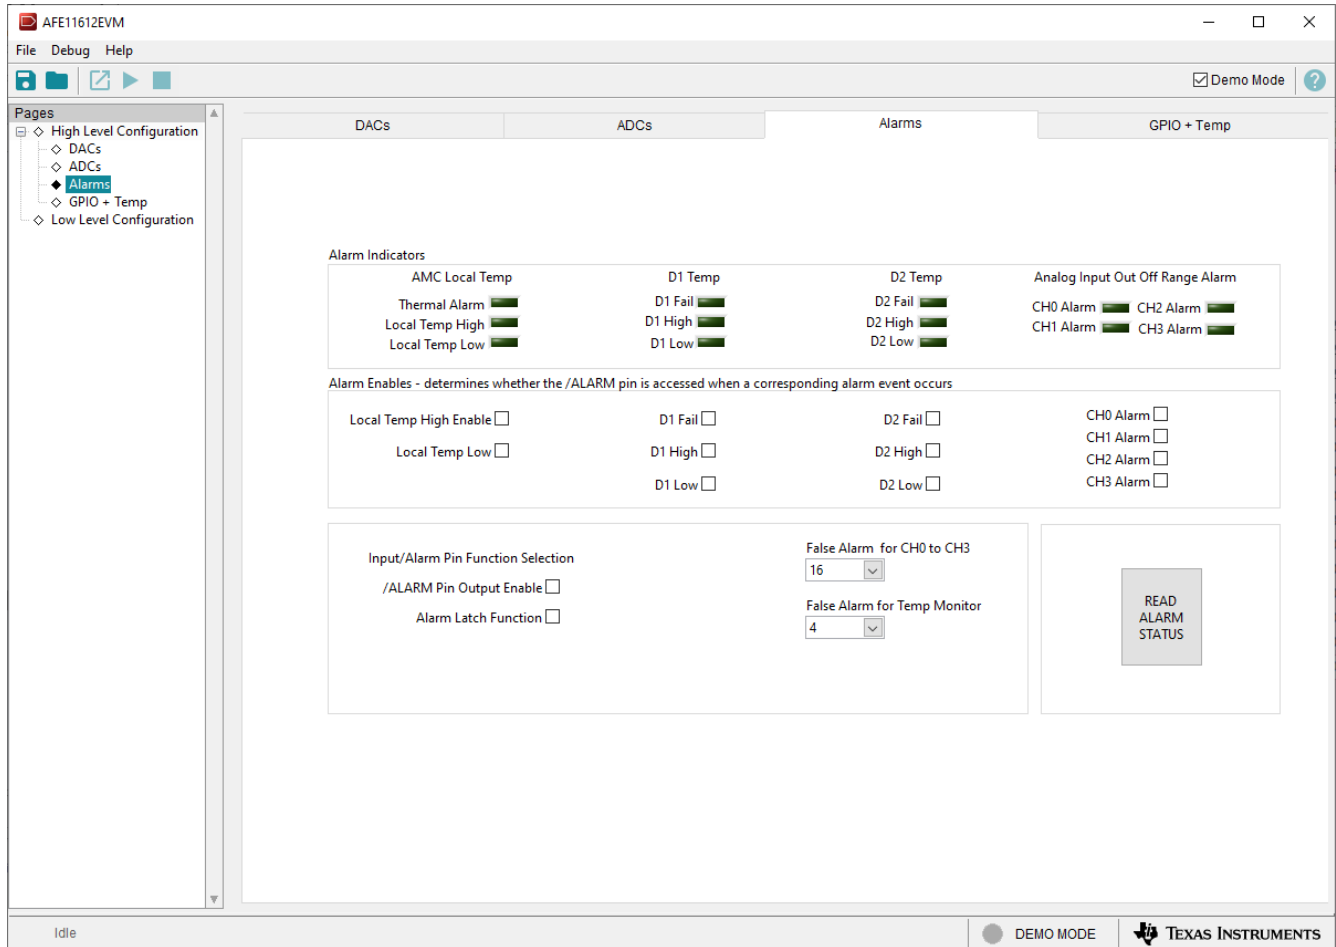 AFE11612EVM
File Debug Help
Demo Mode
Pages
High Level Configuration
DACs
ADCs
Alarms
GPIO + Temp
Low Level Configuration
DACs ADCs Alarms GPIO + Temp
Alarm Indicators
AMC Local Temp
Thermal Alarm
Local Temp High
Local Temp Low
D1 Temp
D1 Fail
D1 High
D1 Low
D2 Temp
D2 Fail
D2 High
D2 Low
Analog Input Out Off Range Alarm
CH0 Alarm CH2 Alarm
CH1 Alarm CH3 Alarm
Alarm Enables - determines whether the /ALARM pin is accessed when a corresponding alarm event occurs
Local Temp High Enable
Local Temp Low
D1 Fail
D1 High
D1 Low
D2 Fail
D2 High
D2 Low
CH0 Alarm
CH1 Alarm
CH2 Alarm
CH3 Alarm
Input/Alarm Pin Function Selection
/ALARM Pin Output Enable
Alarm Latch Function
False Alarm for CH0 to CH3
16
False Alarm for Temp Monitor
4
READ
ALARM
STATUS
Idle
DEMO MODE
TEXAS INSTRUMENTS